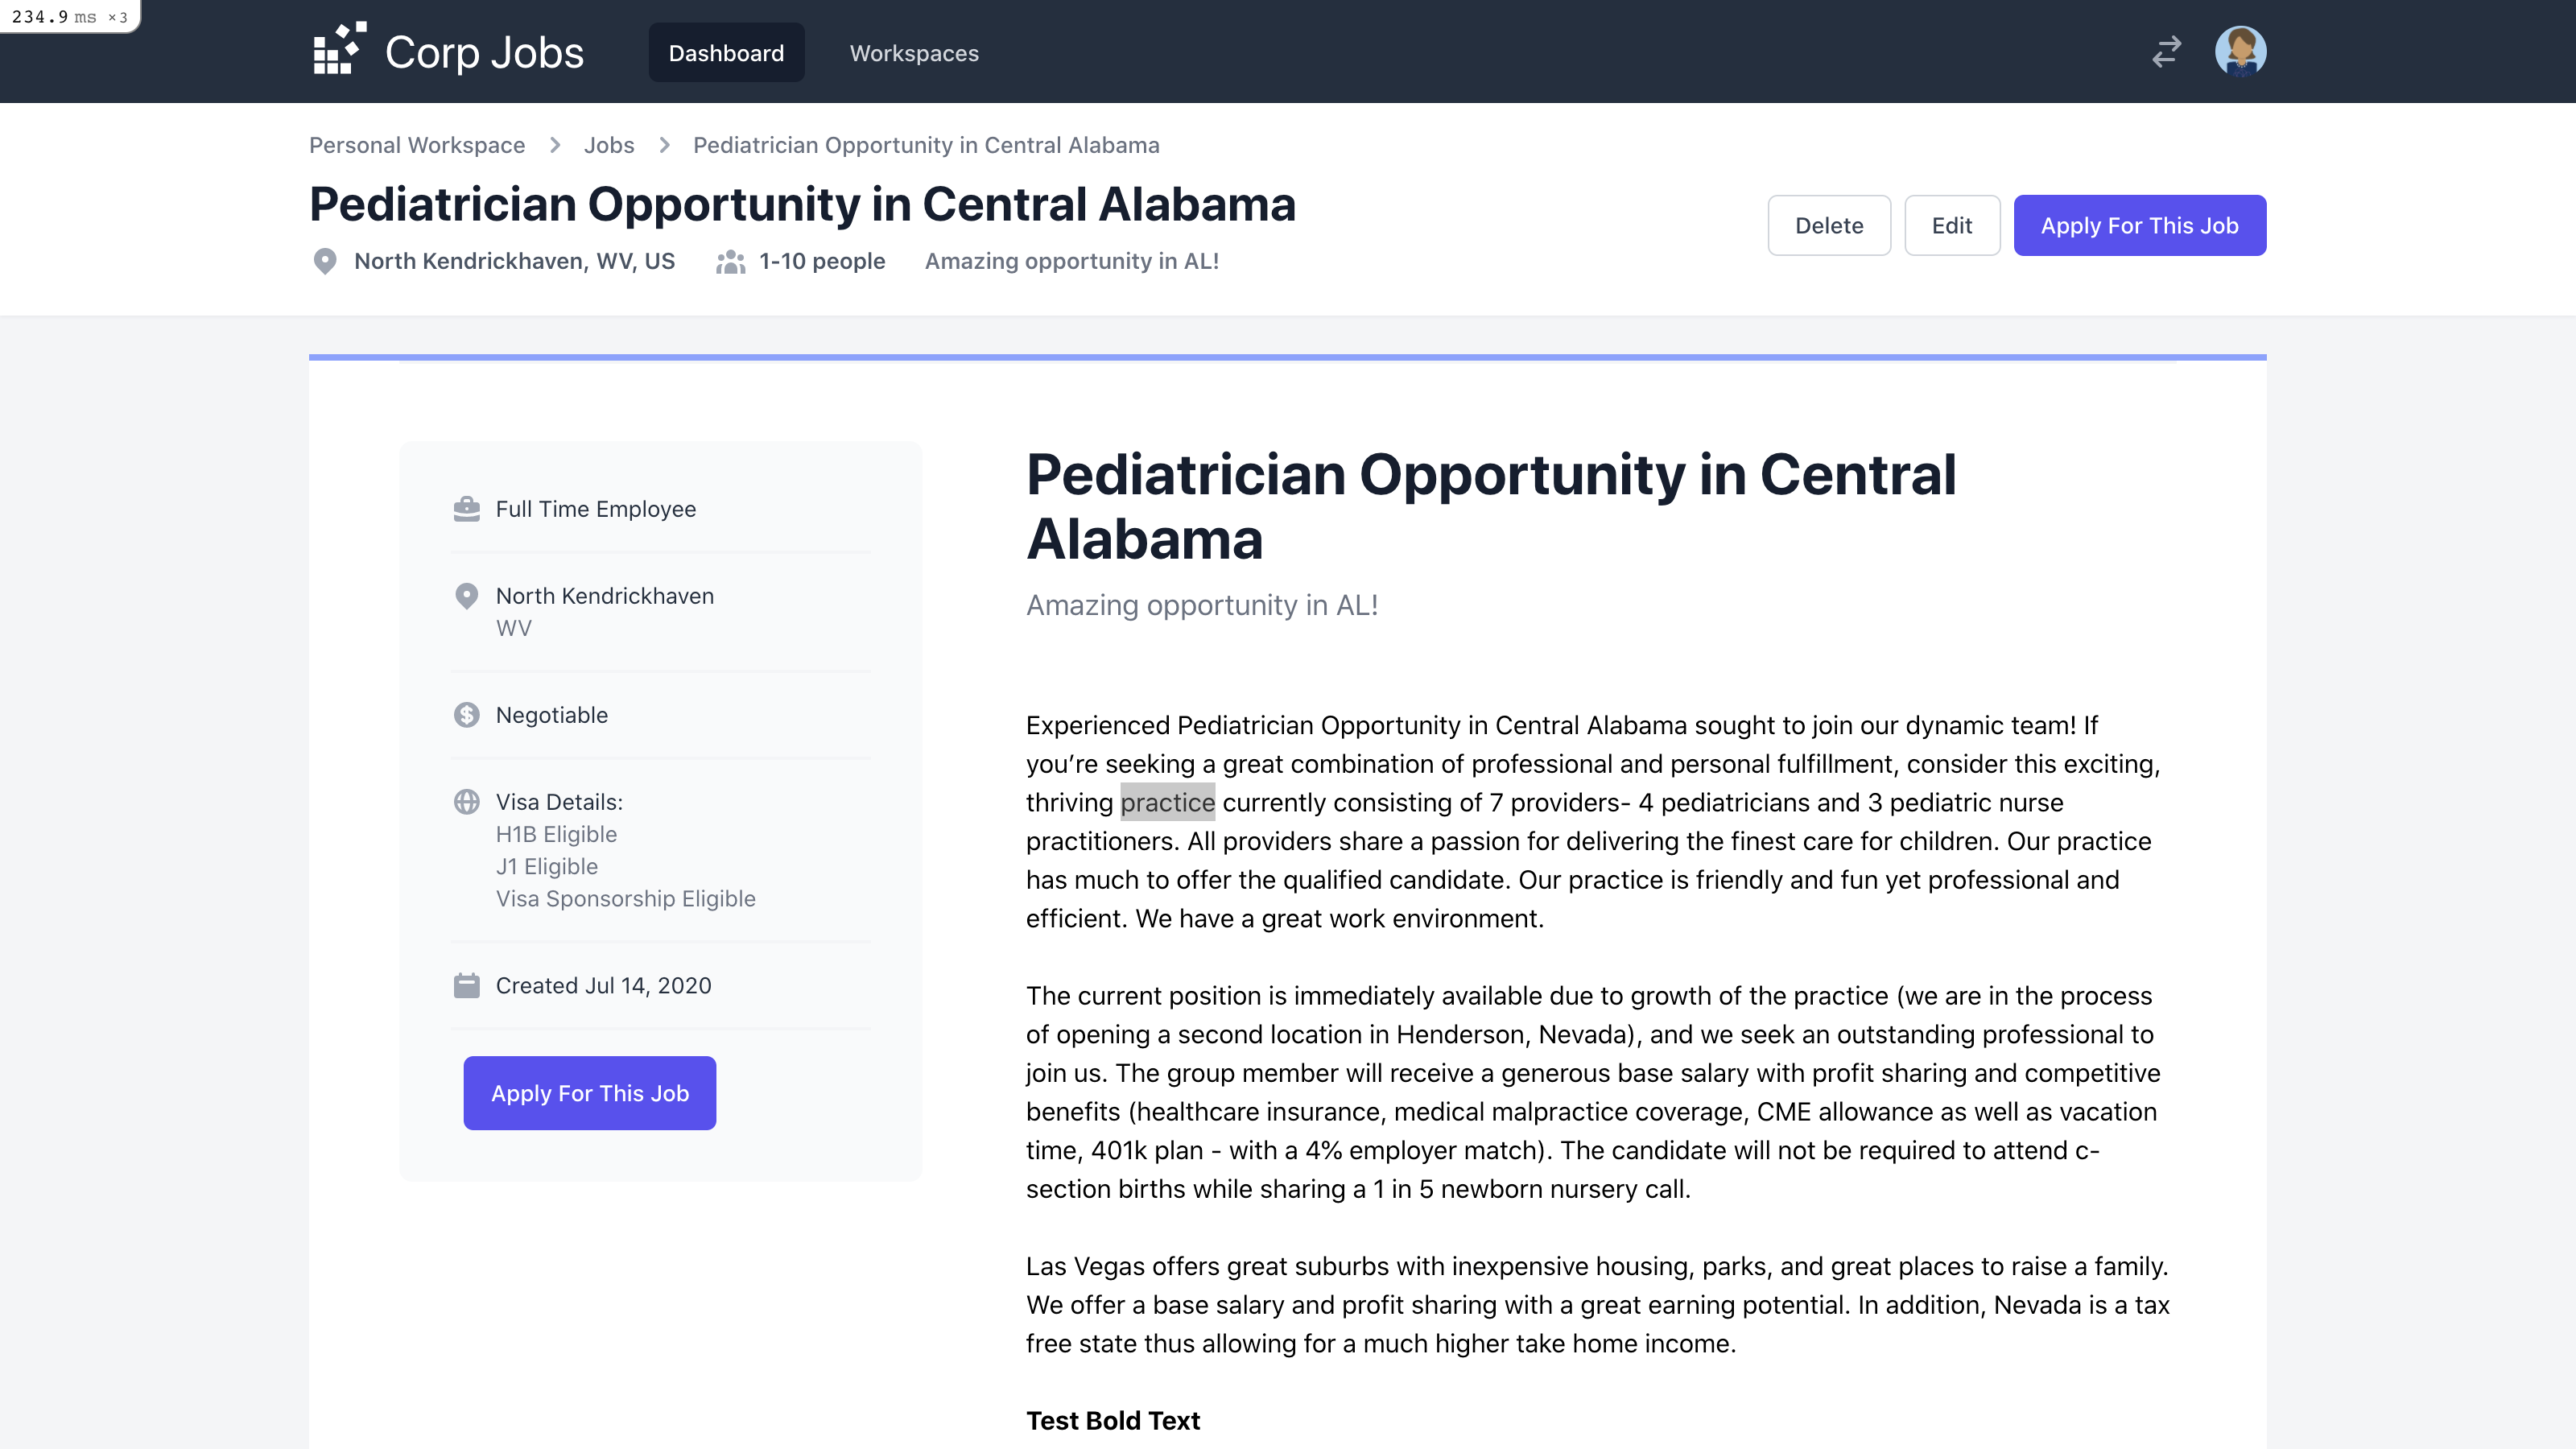 234.9 ms ×3
Corp Jobs
Dashboard
Workspaces
Personal Workspace
Jobs
Pediatrician Opportunity in Central Alabama
Pediatrician Opportunity in Central Alabama
North Kendrickhaven, WV, US
1-10 people
Amazing opportunity in AL!
Delete
Edit
Apply For This Job
Full Time Employee
North Kendrickhaven
WV
Negotiable
Visa Details:
H1B Eligible
J1 Eligible
Visa Sponsorship Eligible
Created Jul 14, 2020
Apply For This Job
Pediatrician Opportunity in Central
Alabama
Amazing opportunity in AL!
Experienced Pediatrician Opportunity in Central Alabama sought to join our dynamic team! If
you’re seeking a great combination of professional and personal fulfillment, consider this exciting,
thriving practice currently consisting of 7 providers- 4 pediatricians and 3 pediatric nurse
practitioners. All providers share a passion for delivering the finest care for children. Our practice
has much to offer the qualified candidate. Our practice is friendly and fun yet professional and
efficient. We have a great work environment.
The current position is immediately available due to growth of the practice (we are in the process
of opening a second location in Henderson, Nevada), and we seek an outstanding professional to
join us. The group member will receive a generous base salary with profit sharing and competitive
benefits (healthcare insurance, medical malpractice coverage, CME allowance as well as vacation
time, 401k plan - with a 4% employer match). The candidate will not be required to attend c-
section births while sharing a 1 in 5 newborn nursery call.
Las Vegas offers great suburbs with inexpensive housing, parks, and great places to raise a family.
We offer a base salary and profit sharing with a great earning potential. In addition, Nevada is a tax
free state thus allowing for a much higher take home income.
Test Bold Text